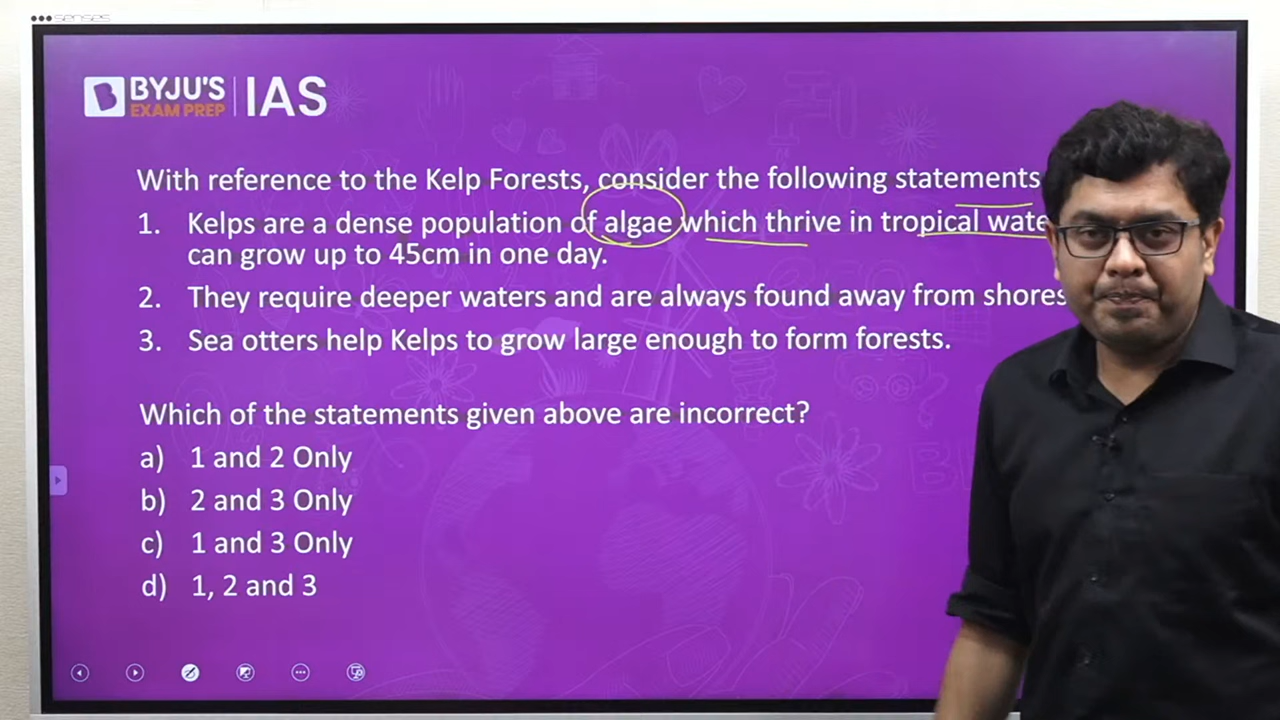 senses
BYJU'S
EXAM PREP
IAS
With reference to the Kelp Forests, consider the following statements
1. Kelps are a dense population of algae which thrive in tropical
can grow up to 45cm in one day.
2. They require deeper waters and are always found away from shores
3. Sea otters help Kelps to grow large enough to form forests.
Which of the statements given above are incorrect?
a) 1 and 2 Only
b) 2 and 3 Only
c) 1 and 3 Only
d) 1, 2 and 3